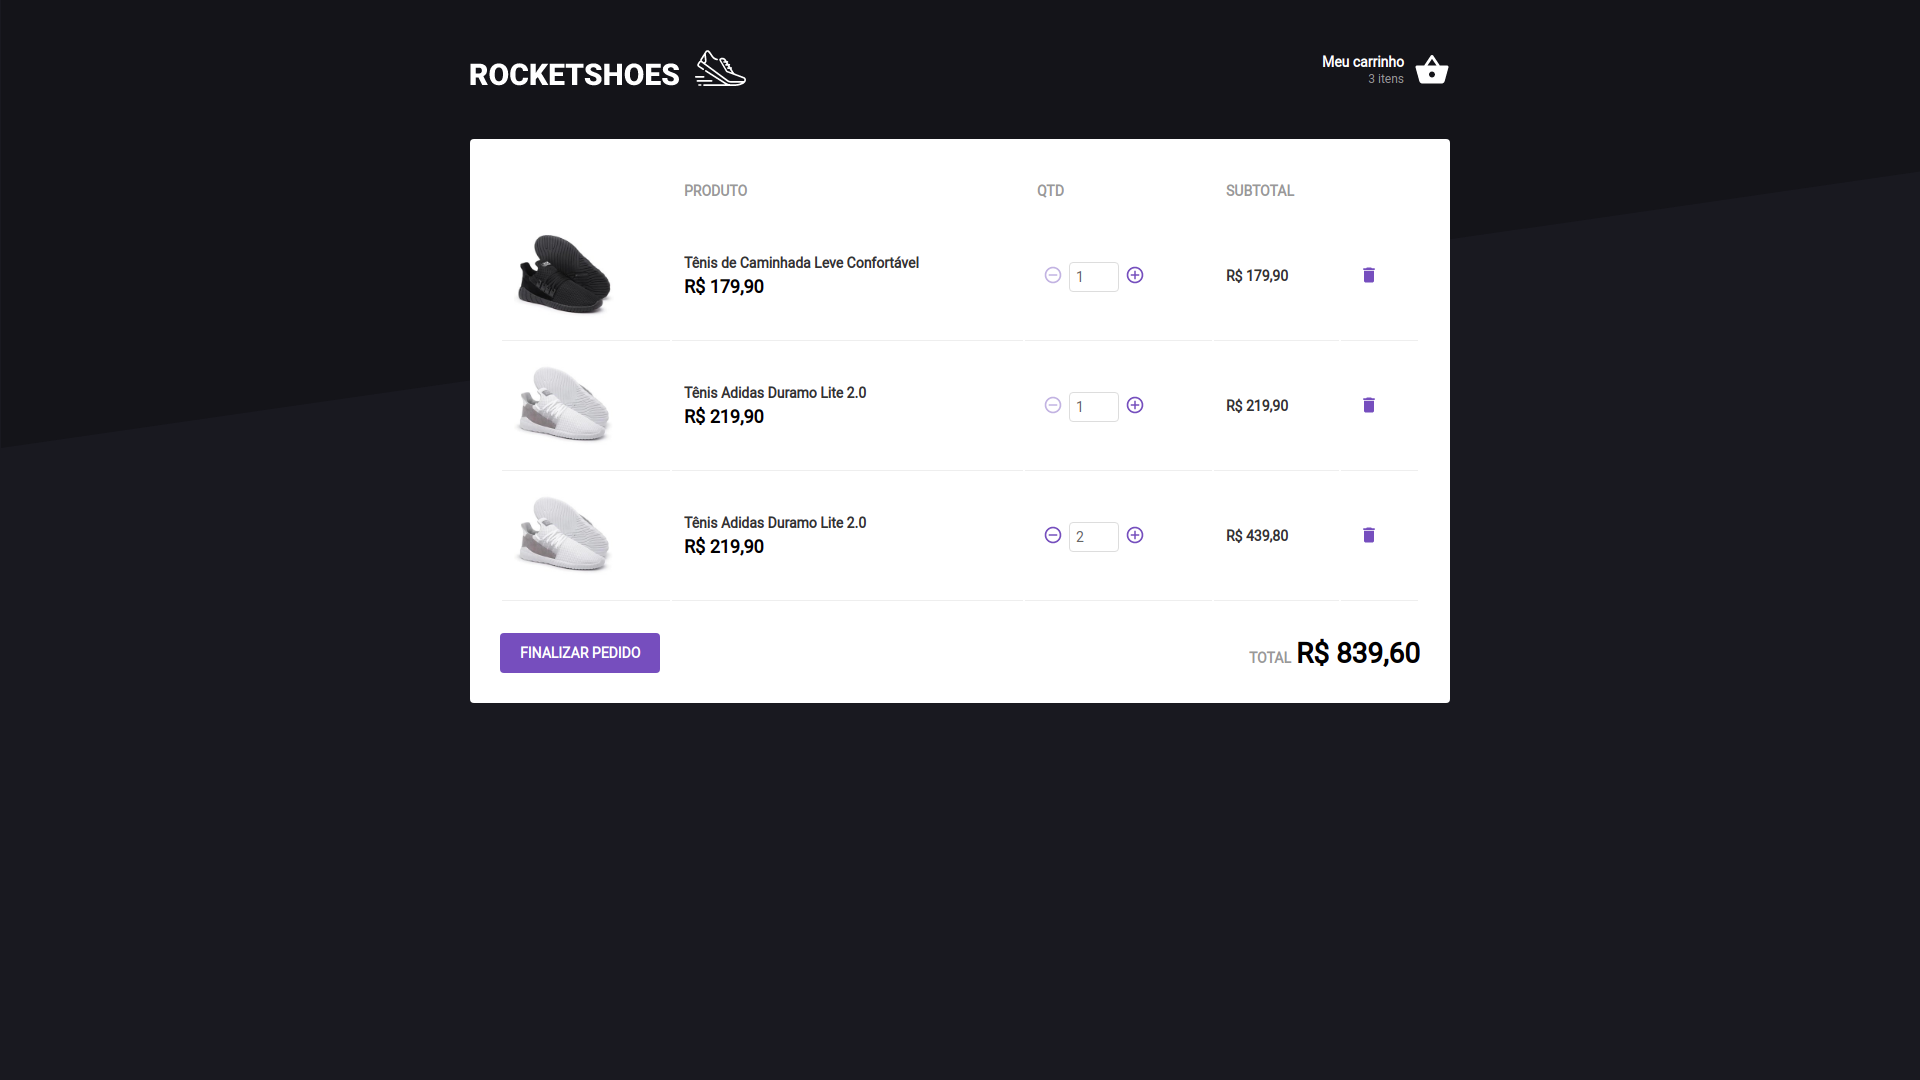 ROCKETSHOES
Meu carrinho
3 itens
PRODUTO QTD SUBTOTAL
Tênis de Caminhada Leve Confortável
R$ 179,90
1
R$ 179,90
Tênis Adidas Duramo Lite 2.0
R$ 219,90
1
R$ 219,90
Tênis Adidas Duramo Lite 2.0
R$ 219,90
2
R$ 439,80
FINALIZAR PEDIDO
TOTAL R$ 839,60